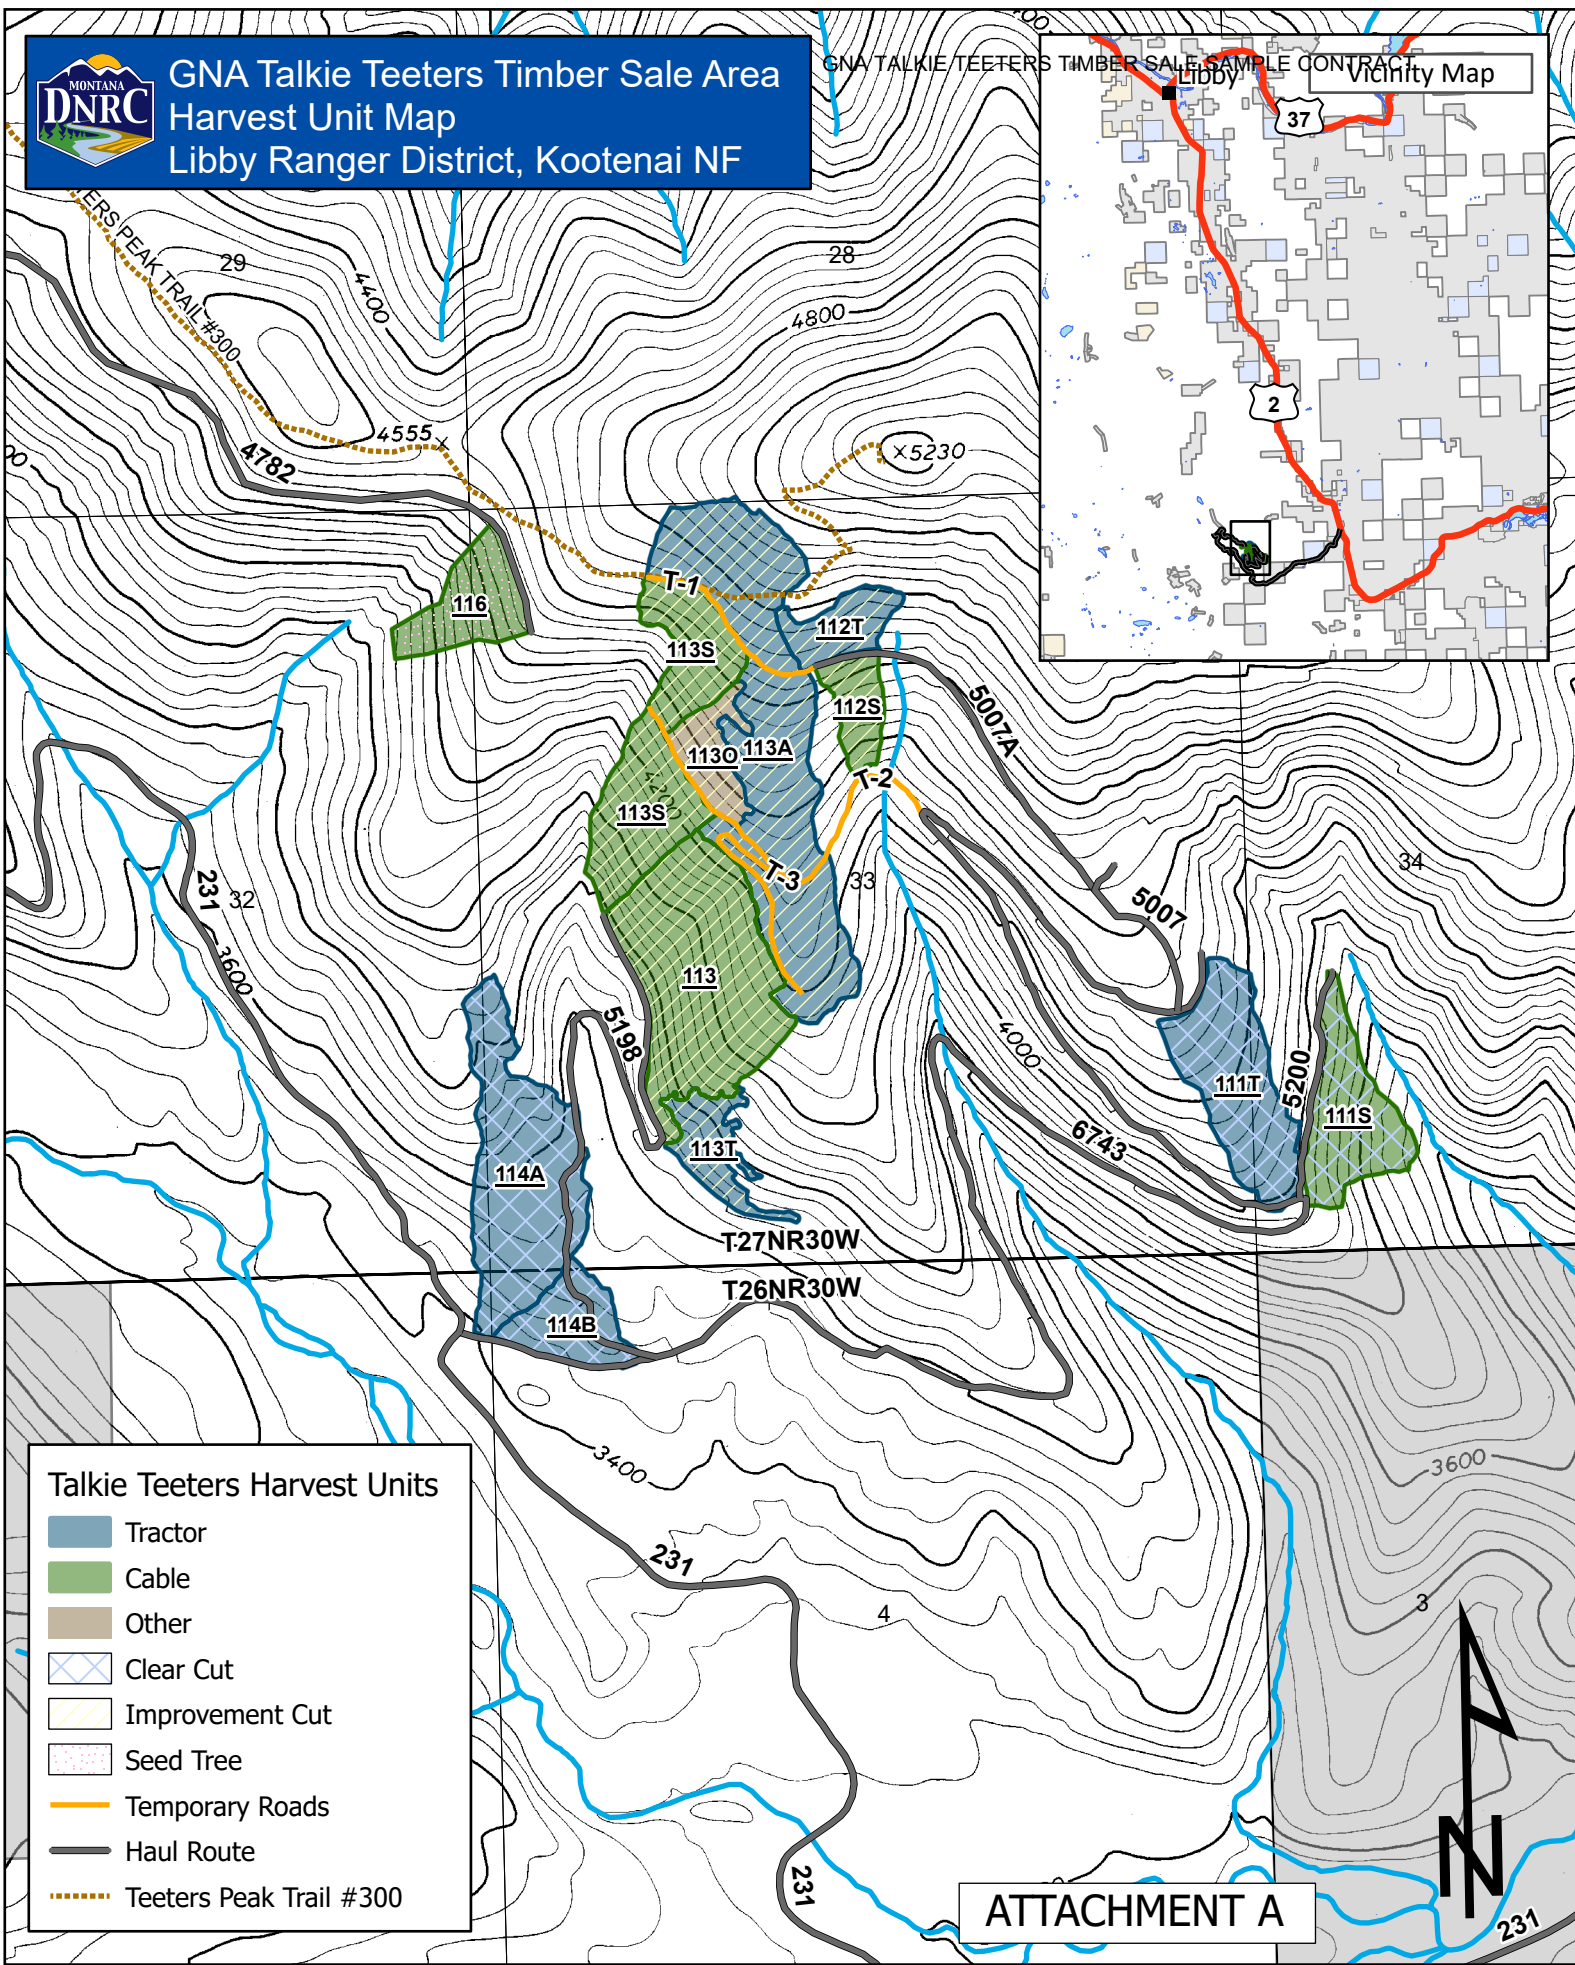 GNA TALKIE TEETERS TIMBER SALE SAMPLE CONTRACT
MONTANA
DNRC
GNA Talkie Teeters Timber Sale Area
Harvest Unit Map
Libby Ranger District, Kootenai NF
Vicinity Map
Libby
37
2
TERS PEAK TRAIL #300
29
28
4400
4800
4555
×5230
4782
T-1
116
112T
113S
112S
5007A
113O
113A
4200
T-2
113S
231
32
T-3
33
34
5007
3600
113
5198
4000
111T
5200
111S
6743
113T
114A
T27NR30W
T26NR30W
114B
3400
3600
231
4
3
Talkie Teeters Harvest Units
Tractor
Cable
Other
Clear Cut
Improvement Cut
Seed Tree
Temporary Roads
Haul Route
Teeters Peak Trail #300
231
ATTACHMENT A
N
231